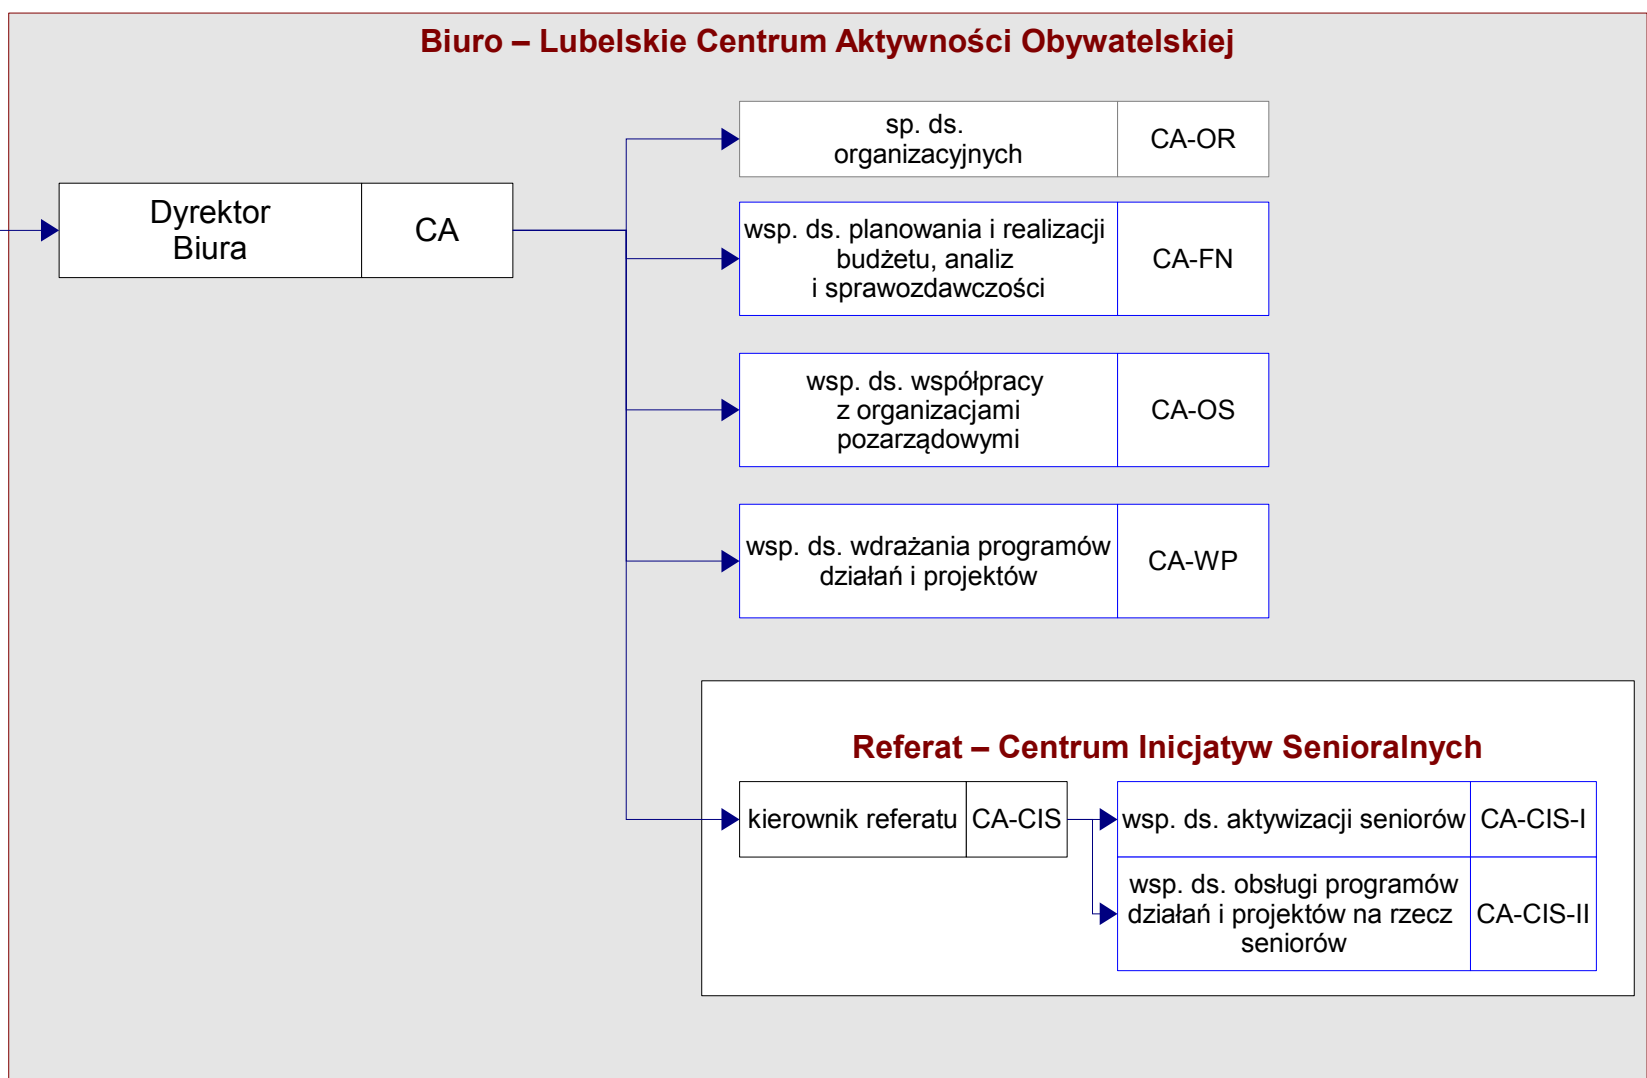 Biuro – Lubelskie Centrum Aktywności Obywatelskiej
sp. ds.
organizacyjnych
CA-OR
Dyrektor
Biura
CA
wsp. ds. planowania i realizacji
budżetu, analiz
i sprawozdawczości
CA-FN
wsp. ds. współpracy
z organizacjami
pozarządowymi
CA-OS
wsp. ds. wdrażania programów
działań i projektów
CA-WP
Referat – Centrum Inicjatyw Senioralnych
kierownik referatu
CA-CIS
wsp. ds. aktywizacji seniorów
CA-CIS-I
wsp. ds. obsługi programów
działań i projektów na rzecz
seniorów
CA-CIS-II